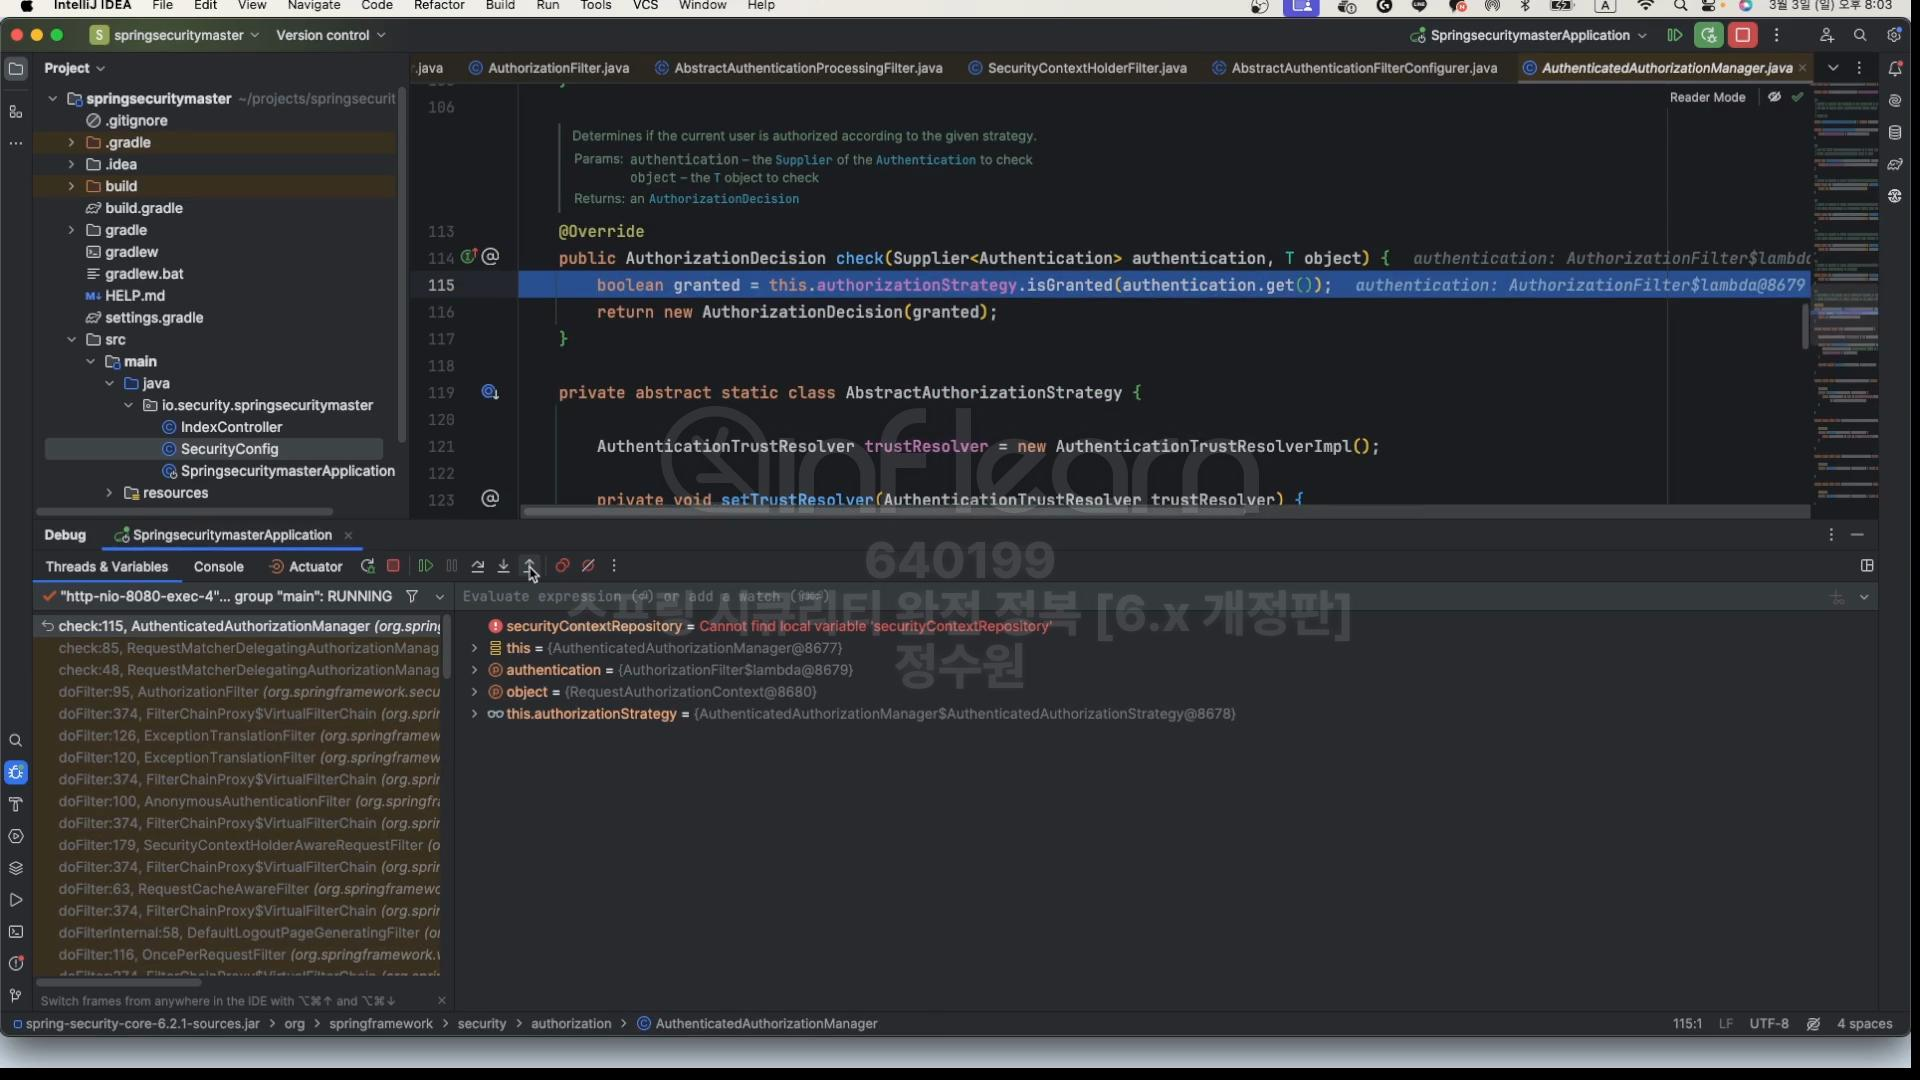 IntelliJ IDEA File Edit View Navigate Code Refactor Build Run Tools VCS Window Help 3월 3일 (일) 오후 8:03
S springsecuritymaster Version control SpringsecuritymasterApplication
Project
.java AuthorizationFilter.java AbstractAuthenticationProcessingFilter.java SecurityContextHolderFilter.java AbstractAuthenticationFilterConfigurer.java AuthenticatedAuthorizationManager.java
Reader Mode
springsecuritymaster ~/projects/springsecurit
.gitignore
.gradle
.idea
build
build.gradle
gradle
gradlew
gradlew.bat
HELP.md
settings.gradle
src
main
java
io.security.springsecuritymaster
IndexController
SecurityConfig
SpringsecuritymasterApplication
resources
106
Determines if the current user is authorized according to the given strategy.
Params: authentication – the Supplier of the Authentication to check
object – the T object to check
Returns: an AuthorizationDecision
113 @Override
114 public AuthorizationDecision check(Supplier<Authentication> authentication, T object) { authentication: AuthorizationFilter$lambda
115 boolean granted = this.authorizationStrategy.isGranted(authentication.get()); authentication: AuthorizationFilter$lambda@8679
116 return new AuthorizationDecision(granted);
117 }
118
119 private abstract static class AbstractAuthorizationStrategy {
120
121 AuthenticationTrustResolver trustResolver = new AuthenticationTrustResolverImpl();
122
123 private void setTrustResolver(AuthenticationTrustResolver trustResolver) {
inflearn
640199
스프링 시큐리티 완전 정복 [6.x 개정판]
정수원
Debug SpringsecuritymasterApplication
Threads & Variables Console Actuator
"http-nio-8080-exec-4"... group "main": RUNNING
Evaluate expression (⏎) or add a watch (⇧⌘⏎)
check:115, AuthenticatedAuthorizationManager (org.spring
check:85, RequestMatcherDelegatingAuthorizationManag
check:48, RequestMatcherDelegatingAuthorizationManag
doFilter:95, AuthorizationFilter (org.springframework.secu
doFilter:374, FilterChainProxy$VirtualFilterChain (org.sprir
doFilter:126, ExceptionTranslationFilter (org.springframew
doFilter:120, ExceptionTranslationFilter (org.springframew
doFilter:374, FilterChainProxy$VirtualFilterChain (org.sprir
doFilter:100, AnonymousAuthenticationFilter (org.springfra
doFilter:374, FilterChainProxy$VirtualFilterChain (org.sprir
doFilter:179, SecurityContextHolderAwareRequestFilter (o
doFilter:374, FilterChainProxy$VirtualFilterChain (org.sprir
doFilter:63, RequestCacheAwareFilter (org.springframewo
doFilter:374, FilterChainProxy$VirtualFilterChain (org.sprir
doFilterInternal:58, DefaultLogoutPageGeneratingFilter (or
doFilter:116, OncePerRequestFilter (org.springframework.v
doFilter:374, FilterChainProxy$VirtualFilterChain (org.sprir
securityContextRepository = Cannot find local variable 'securityContextRepository'
this = {AuthenticatedAuthorizationManager@8677}
authentication = {AuthorizationFilter$lambda@8679}
object = {RequestAuthorizationContext@8680}
this.authorizationStrategy = {AuthenticatedAuthorizationManager$AuthenticatedAuthorizationStrategy@8678}
Switch frames from anywhere in the IDE with ⌥⌘↑ and ⌥⌘↓
spring-security-core-6.2.1-sources.jar > org > springframework > security > authorization > AuthenticatedAuthorizationManager
115:1 LF UTF-8 4 spaces